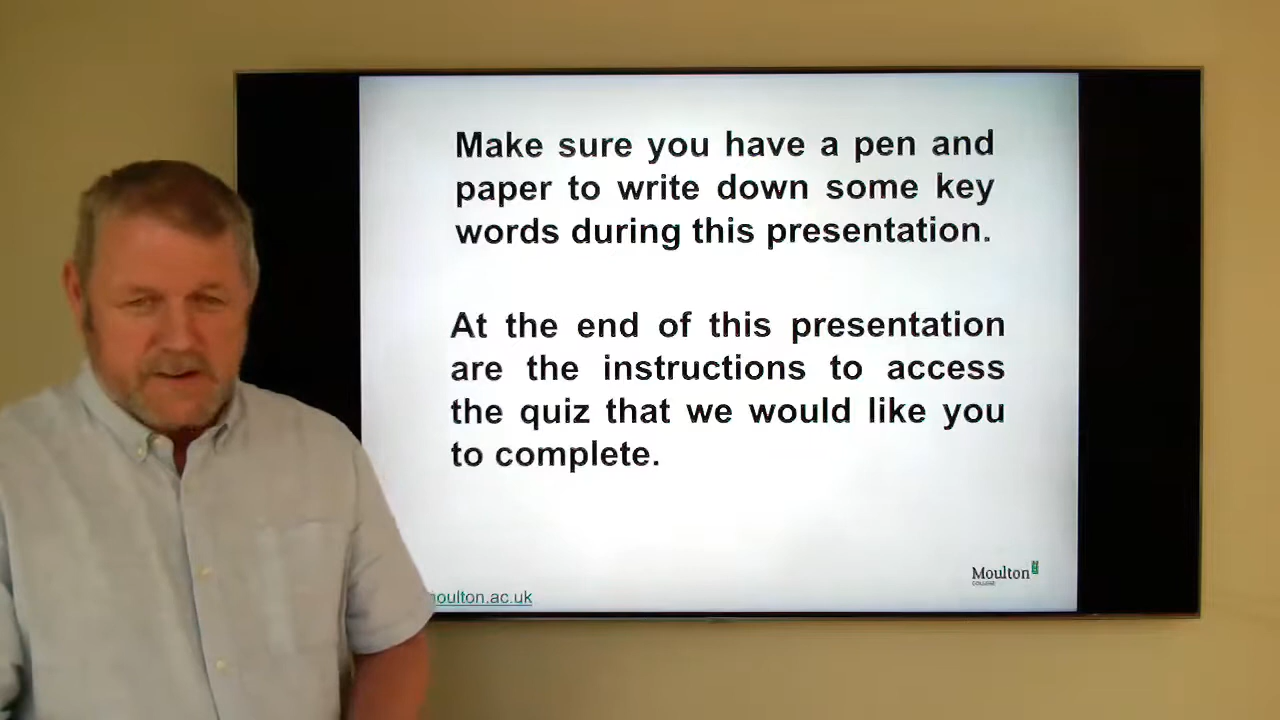 Make sure you have a pen and
paper to write down some key
words during this presentation.
At the end of this presentation
are the instructions to access
the quiz that we would like you
to complete.
Moulton
COLLEGE
moulton.ac.uk